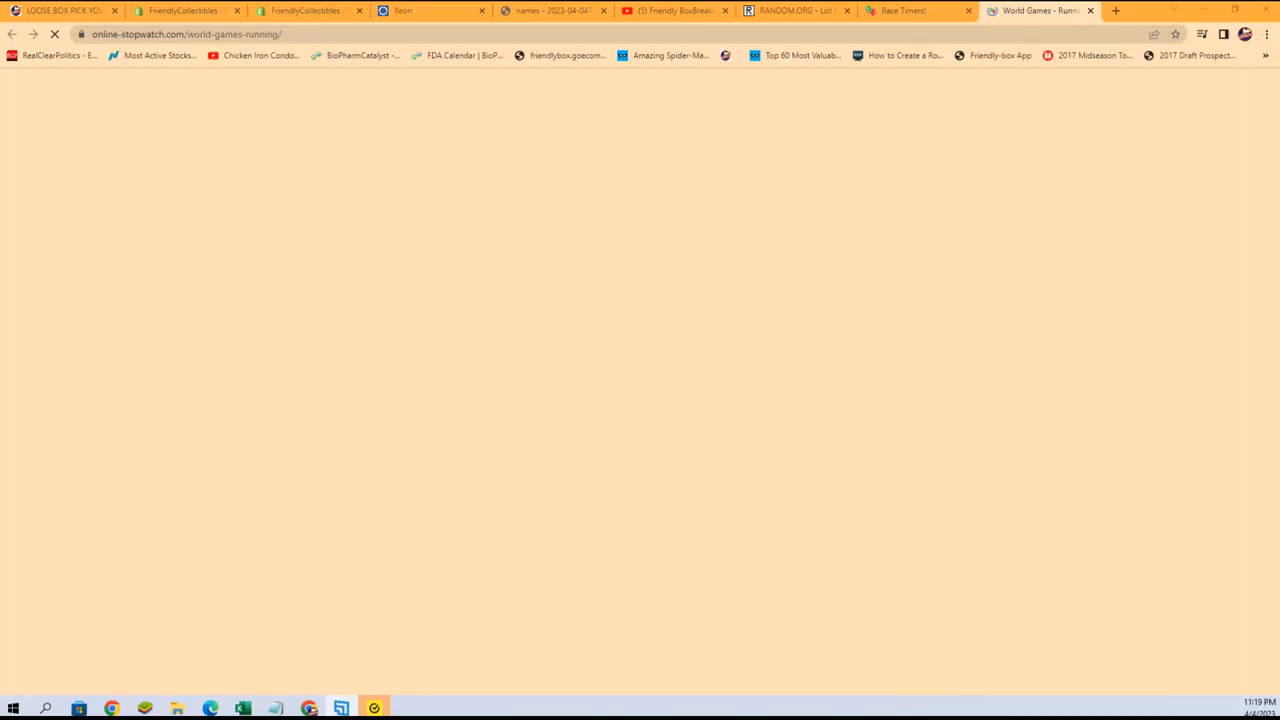 LOOSE BOX PICK YOU
FriendlyCollectibles -
FriendlyCollectibles
Xeon
names - 2023-04-04T
(5) Friendly BoxBreak
RANDOM.ORG - List
Race Timers!
World Games - Runn
online-stopwatch.com/world-games-running/
RealClearPolitics - E...
Most Active Stocks...
Chicken Iron Condo...
BioPharmCatalyst -...
FDA Calendar | BioP...
friendlybox.goecom...
Amazing Spider-Ma...
Top 60 Most Valuab...
How to Create a Ro...
Friendly-box App
2017 Midseason To...
2017 Draft Prospect...
»
11:19 PM
4/4/2023